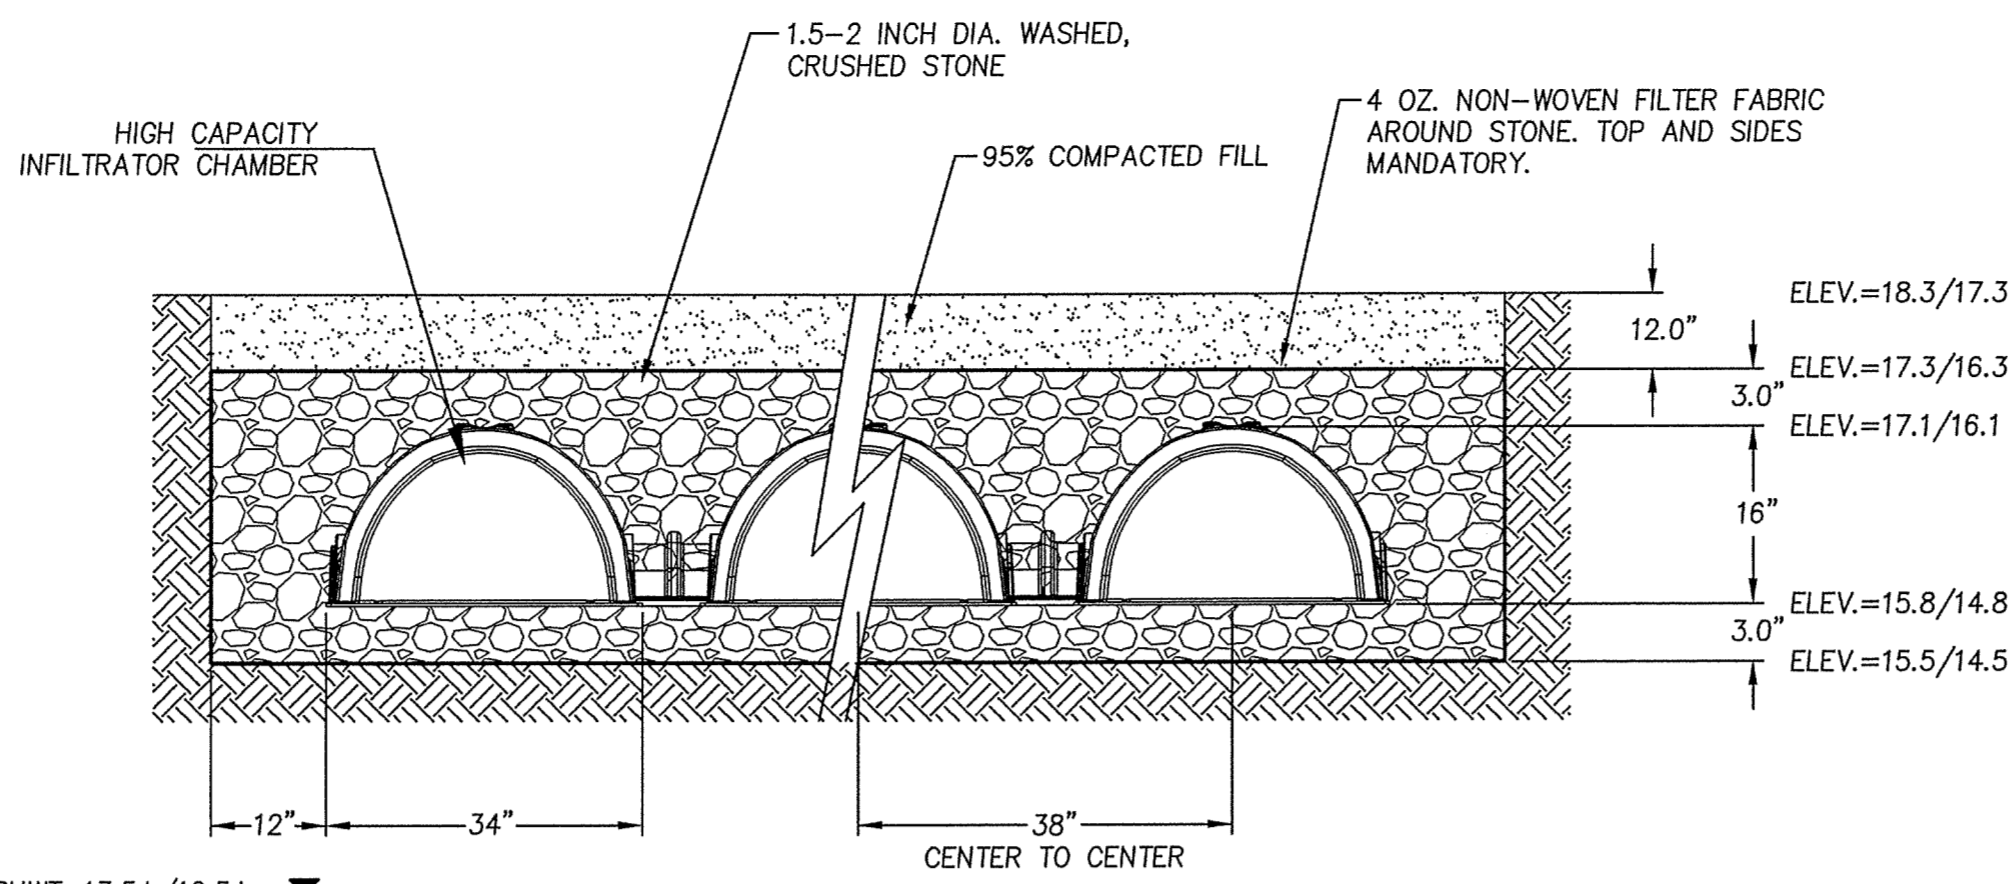 1.5-2 INCH DIA. WASHED,
CRUSHED STONE
HIGH CAPACITY
INFILTRATOR CHAMBER
95% COMPACTED FILL
4 OZ. NON-WOVEN FILTER FABRIC
AROUND STONE. TOP AND SIDES
MANDATORY.
ELEV.=18.3/17.3
12.0"
ELEV.=17.3/16.3
3.0"
ELEV.=17.1/16.1
16"
ELEV.=15.8/14.8
3.0"
ELEV.=15.5/14.5
12"
34"
38"
CENTER TO CENTER